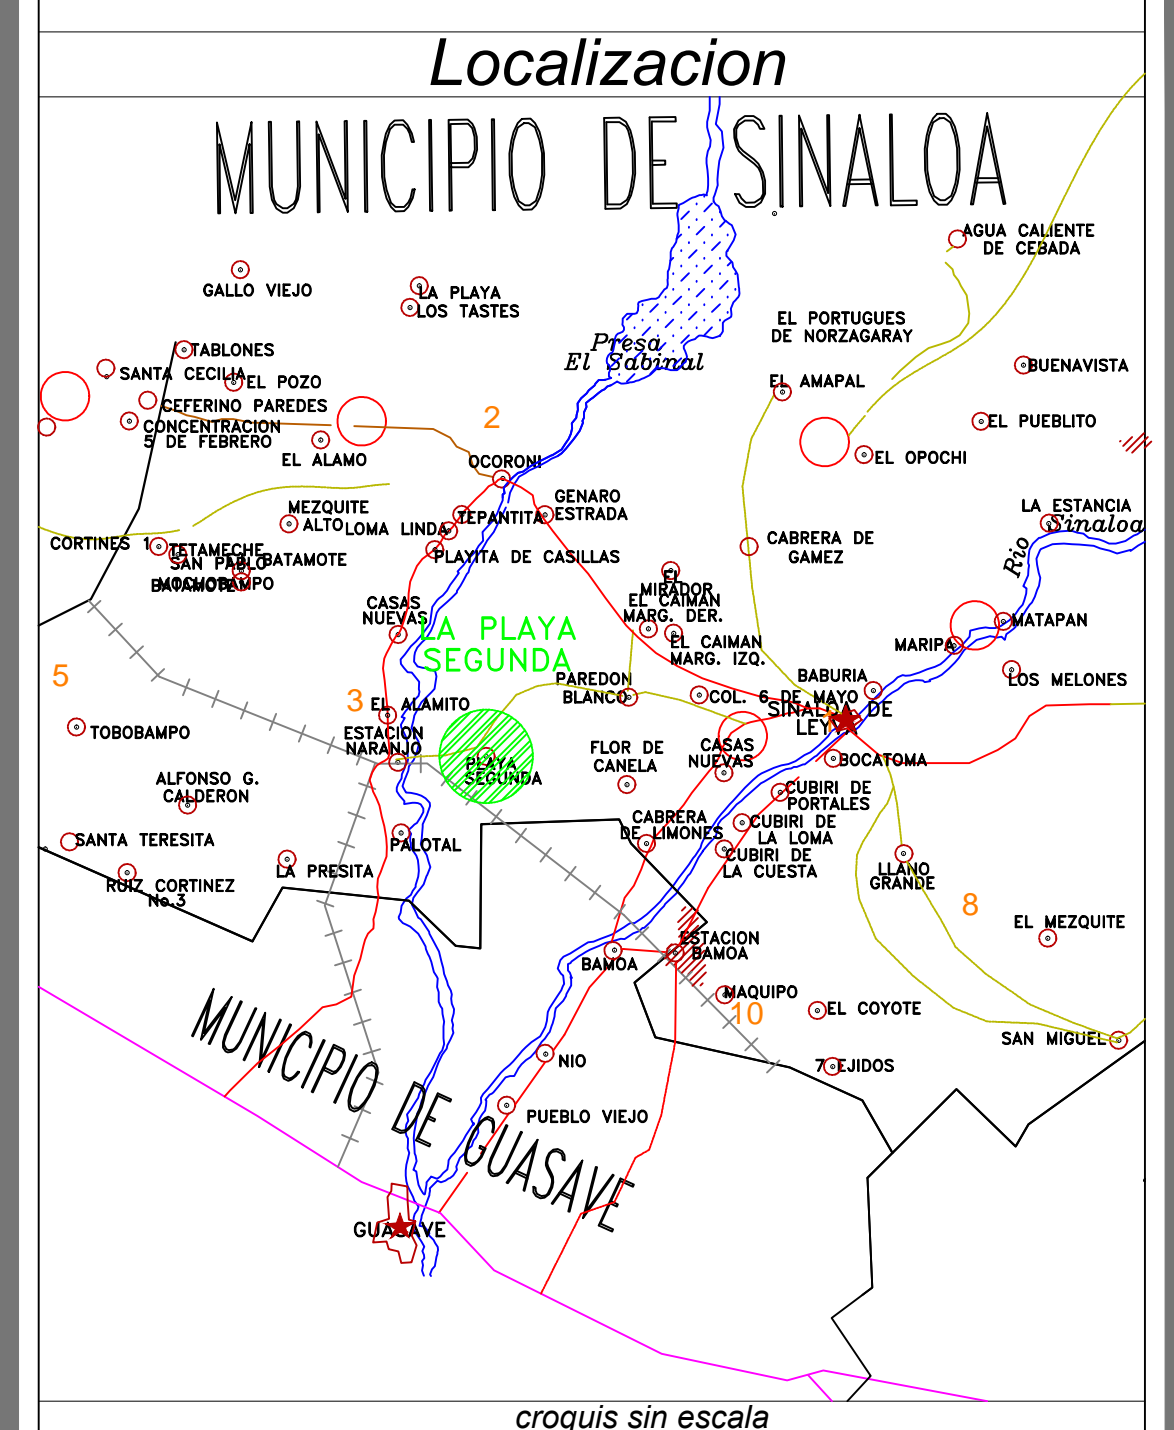 Localizacion
MUNICIPIO DE SINALOA
AGUA CALIENTE
DE CEBADA
GALLO VIEJO
LA PLAYA
LOS TASTES
EL PORTUGUES
DE NORZAGARAY
Presa
El Sabinal
TABLONES
SANTA CECILIA
EL POZO
BUENAVISTA
EL AMAPAL
CEFERINO PAREDES
2
CONCENTRACION
5 DE FEBRERO
EL PUEBLITO
EL ALAMO
OCORONI
EL OPOCHI
MEZQUITE
ALTO
LOMA LINDA
TEPANTITA
GENARO
ESTRADA
LA ESTANCIA
Rio
Sinaloa
CORTINES 1
TETAMECHE
SAN PABLO
BATAMOTE
MOCHOBAMPO
BATAMOTE
PLAYITA DE CASILLAS
CABRERA DE
GAMEZ
EL
MIRADOR
EL CAIMAN
MARG. DER.
CASAS
NUEVAS
LA PLAYA
SEGUNDA
EL CAIMAN
MARG. IZQ.
MATAPAN
MARIPA
5
3
PAREDON
BLANCO
COL. 6 DE MAYO
BABURIA
LOS MELONES
EL ALAMITO
SINALOA DE
LEYVA
TOBOBAMPO
ESTACION
NARANJO
FLOR DE
CANELA
CASAS
NUEVAS
BOCATOMA
PLAYA
SEGUNDA
ALFONSO G.
CALDERON
CUBIRI DE
PORTALES
CABRERA
DE LIMONES
CUBIRI DE
LA LOMA
SANTA TERESITA
PALOTAL
CUBIRI DE
LA CUESTA
LA PRESITA
LLANO
GRANDE
RUIZ CORTINEZ
No.3
8
EL MEZQUITE
ESTACION
BAMOA
BAMOA
MAQUIPO
10
EL COYOTE
SAN MIGUEL
MUNICIPIO DE GUASAVE
NIO
7 EJIDOS
PUEBLO VIEJO
GUASAVE
croquis sin escala